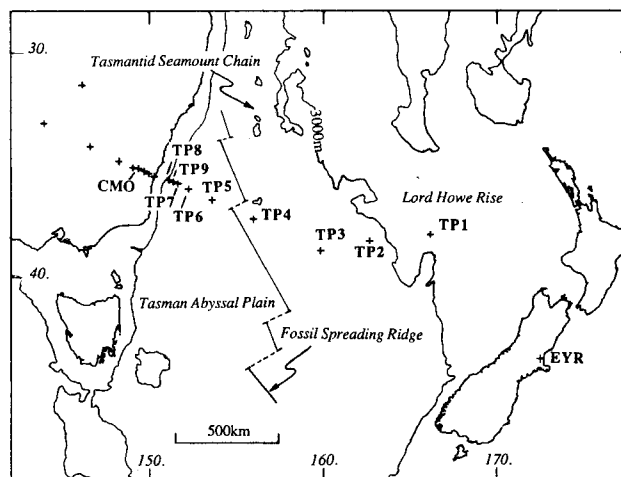 30.
Tasmantid Seamount Chain
3000m
TP8
TP9
CMO
TP5
TP7
TP6
TP4
Lord Howe Rise
TP1
TP3
TP2
40.
Tasman Abyssal Plain
Fossil Spreading Ridge
EYR
500km
150.
160.
170.